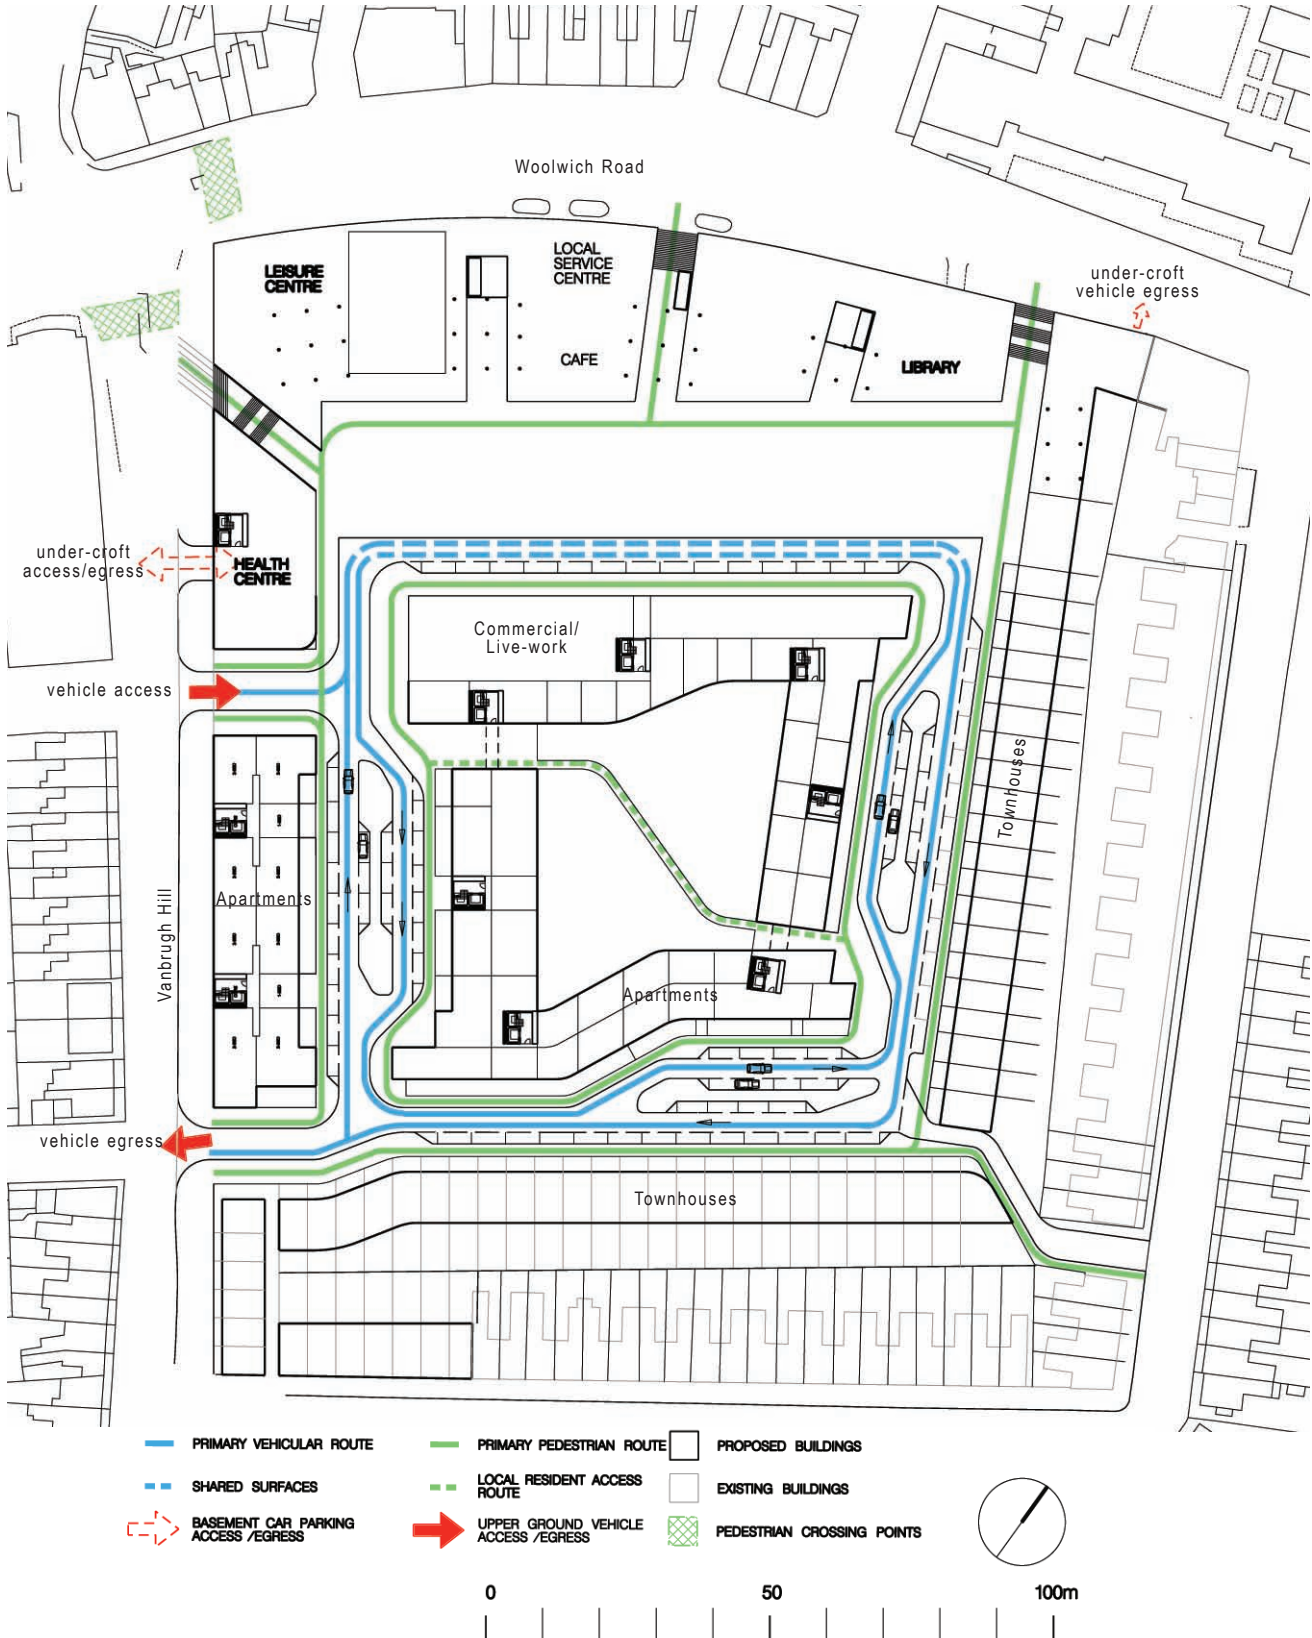 Woolwich Road
LEISURE
CENTRE
LOCAL
SERVICE
CENTRE
CAFE
LIBRARY
under-croft
vehicle egress
under-croft
access/egress
HEALTH
CENTRE
Commercial/
Live-work
vehicle access
Townhouses
Vanbrugh Hill
Apartments
Apartments
vehicle egress
Townhouses
PRIMARY VEHICULAR ROUTE
PRIMARY PEDESTRIAN ROUTE
PROPOSED BUILDINGS
SHARED SURFACES
LOCAL RESIDENT ACCESS
ROUTE
EXISTING BUILDINGS
BASEMENT CAR PARKING
ACCESS /EGRESS
UPPER GROUND VEHICLE
ACCESS /EGRESS
PEDESTRIAN CROSSING POINTS
0 50 100m